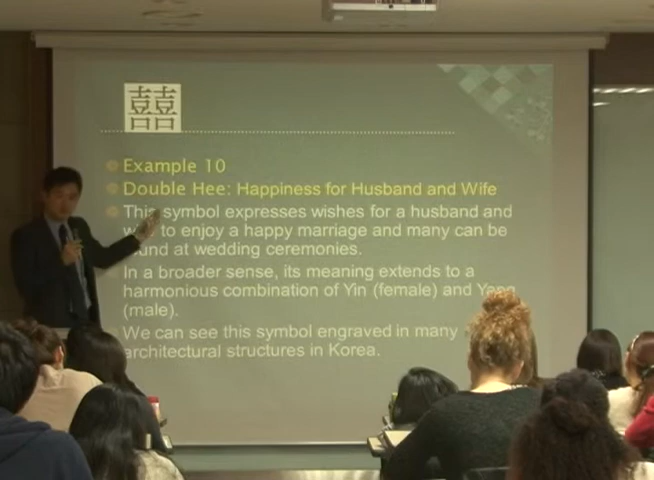 囍
Example 10
Double Hee: Happiness for Husband and Wife
This symbol expresses wishes for a husband and
to enjoy a happy marriage and many can be
at wedding ceremonies.
In a broader sense, its meaning extends to a
harmonious combination of Yin (female) and Yang
(male).
We can see this symbol engraved in many
architectural structures in Korea.